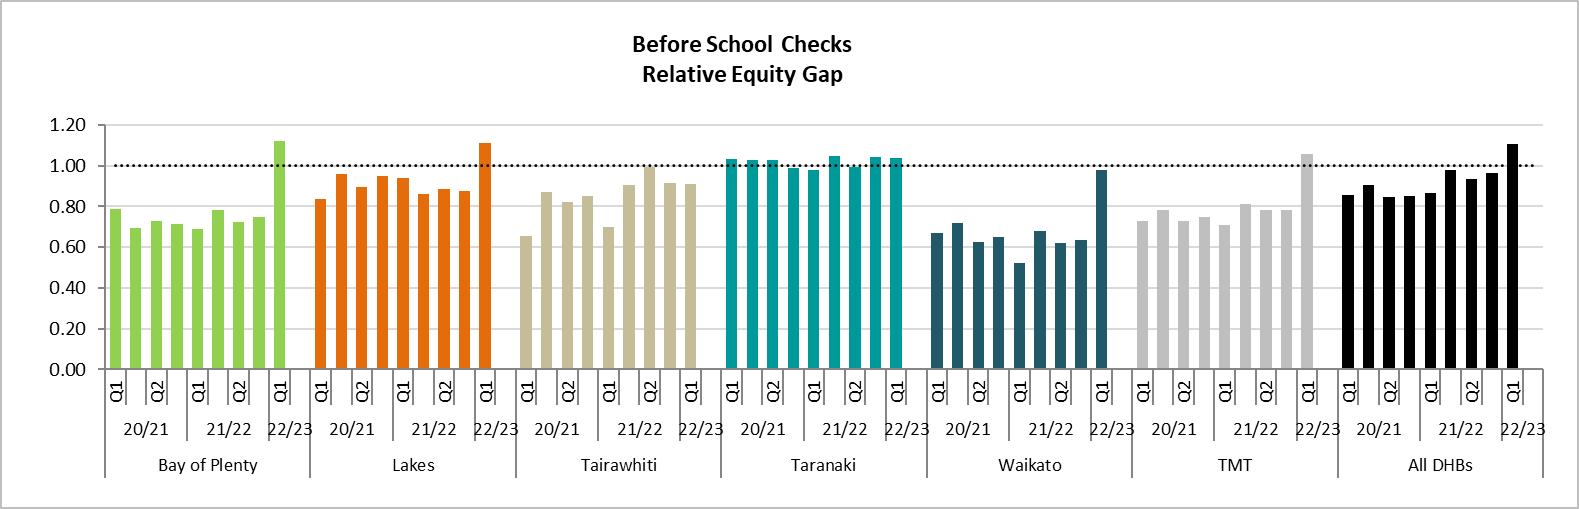 Before School Checks
Relative Equity Gap
1.20
1.00
0.80
0.60
0.40
0.20
0.00
Q1 Q2 Q1 Q2 Q1 Q1 Q2 Q1 Q2 Q1 Q1 Q2 Q1 Q2 Q1 Q1 Q2 Q1 Q2 Q1 Q1 Q2 Q1 Q2 Q1 Q1 Q2 Q1 Q2 Q1 Q1 Q2 Q1 Q2 Q1
20/21 21/22 22/23 20/21 21/22 22/23 20/21 21/22 22/23 20/21 21/22 22/23 20/21 21/22 22/23 20/21 21/22 22/23 20/21 21/22 22/23
Bay of Plenty Lakes Tairawhiti Taranaki Waikato TMT All DHBs